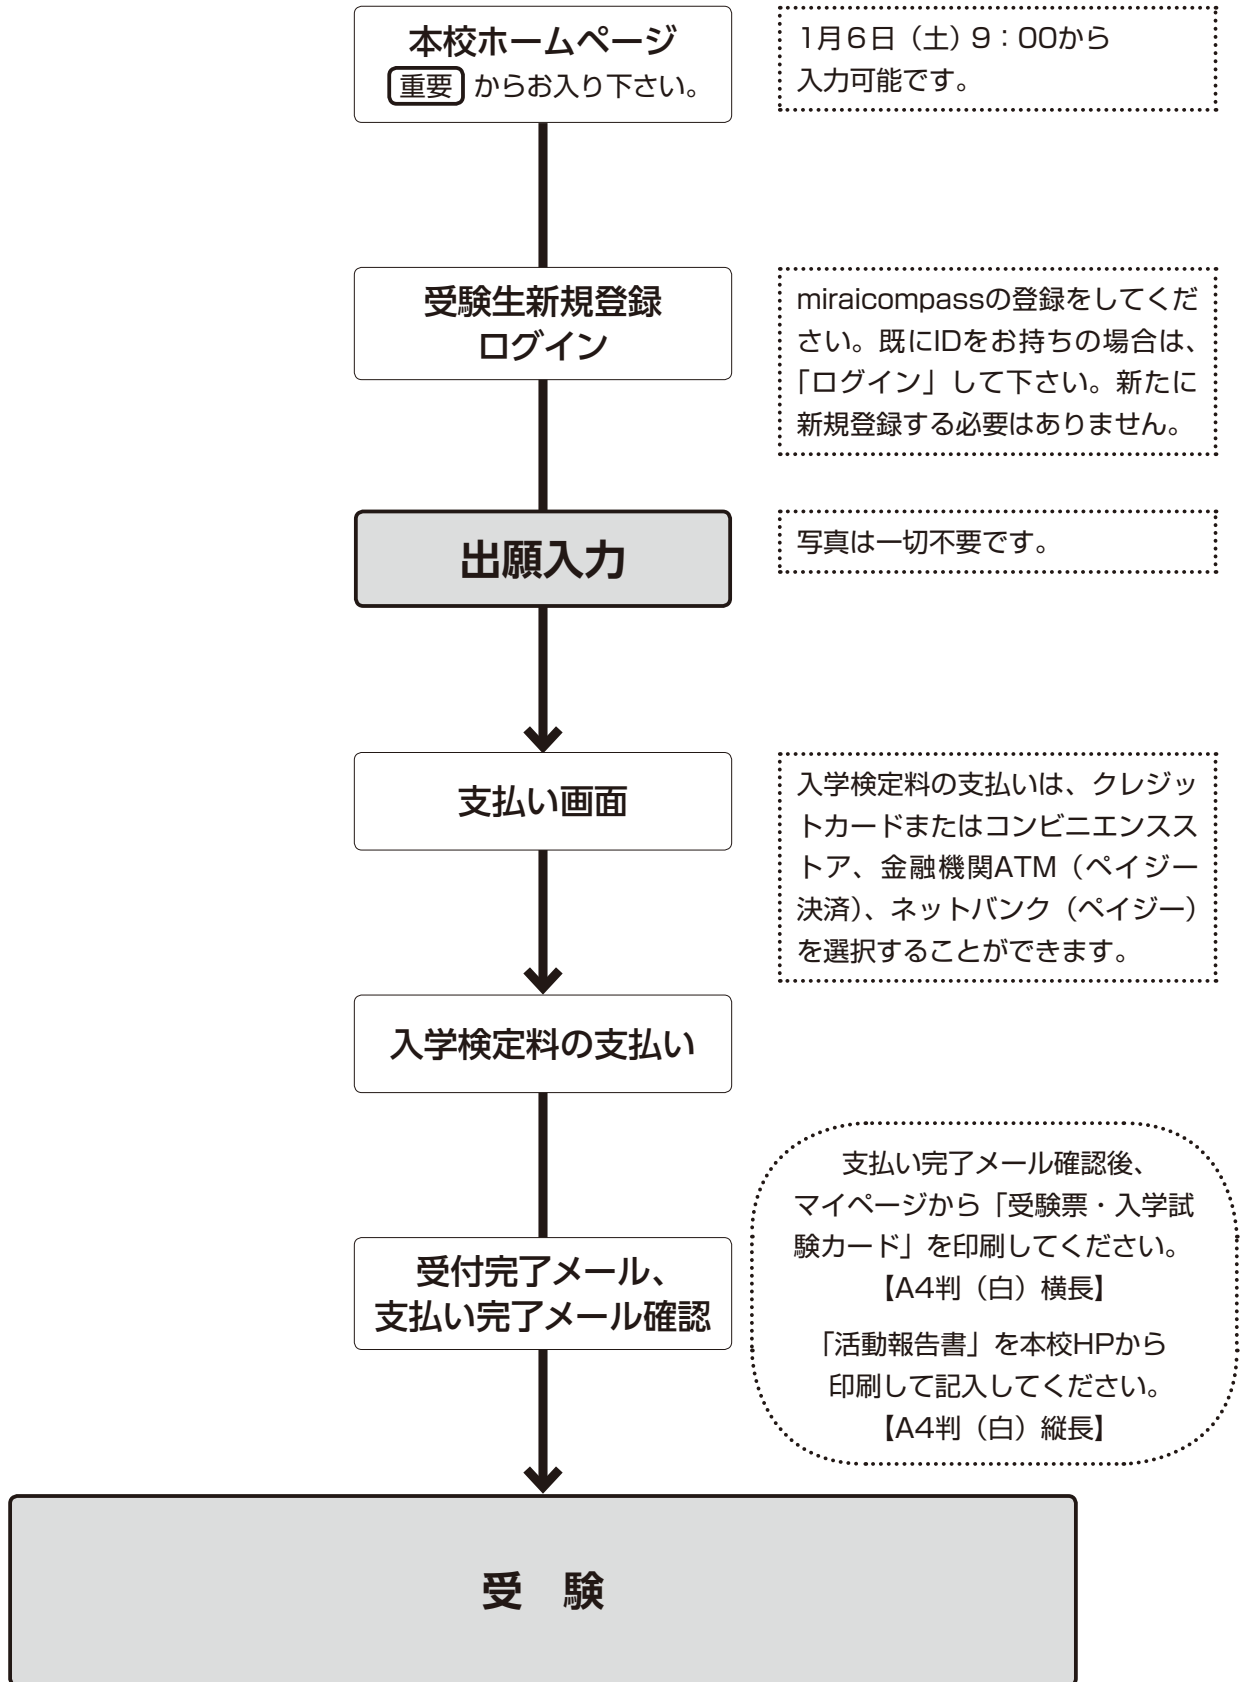 本校ホームページ
重要 からお入り下さい。
1月6日（土）9：00から
入力可能です。
受験生新規登録
ログイン
miraicompassの登録をしてくだ
さい。既にIDをお持ちの場合は、
「ログイン」して下さい。新たに
新規登録する必要はありません。
出願入力
写真は一切不要です。
支払い画面
入学検定料の支払いは、クレジッ
トカードまたはコンビニエンスス
トア、金融機関ATM（ペイジー
決済）、ネットバンク（ペイジー）
を選択することができます。
入学検定料の支払い
受付完了メール、
支払い完了メール確認
支払い完了メール確認後、
マイページから「受験票・入学試
験カード」を印刷してください。
【A4判（白）横長】
「活動報告書」を本校HPから
印刷して記入してください。
【A4判（白）縦長】
受　験